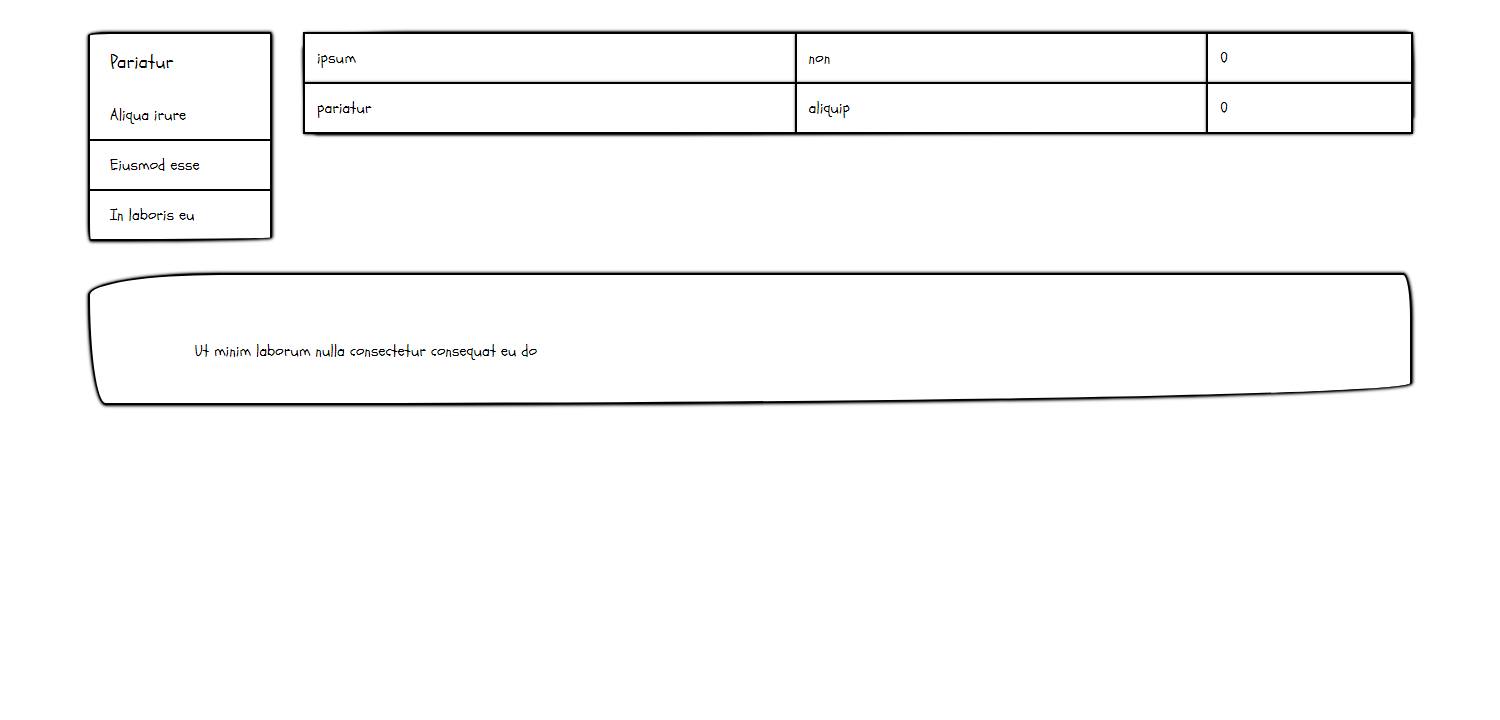 Pariatur
Aliqua irure
Eiusmod esse
In laboris eu
ipsum non 0
pariatur aliquip 0
Ut minim laborum nulla consectetur consequat eu do